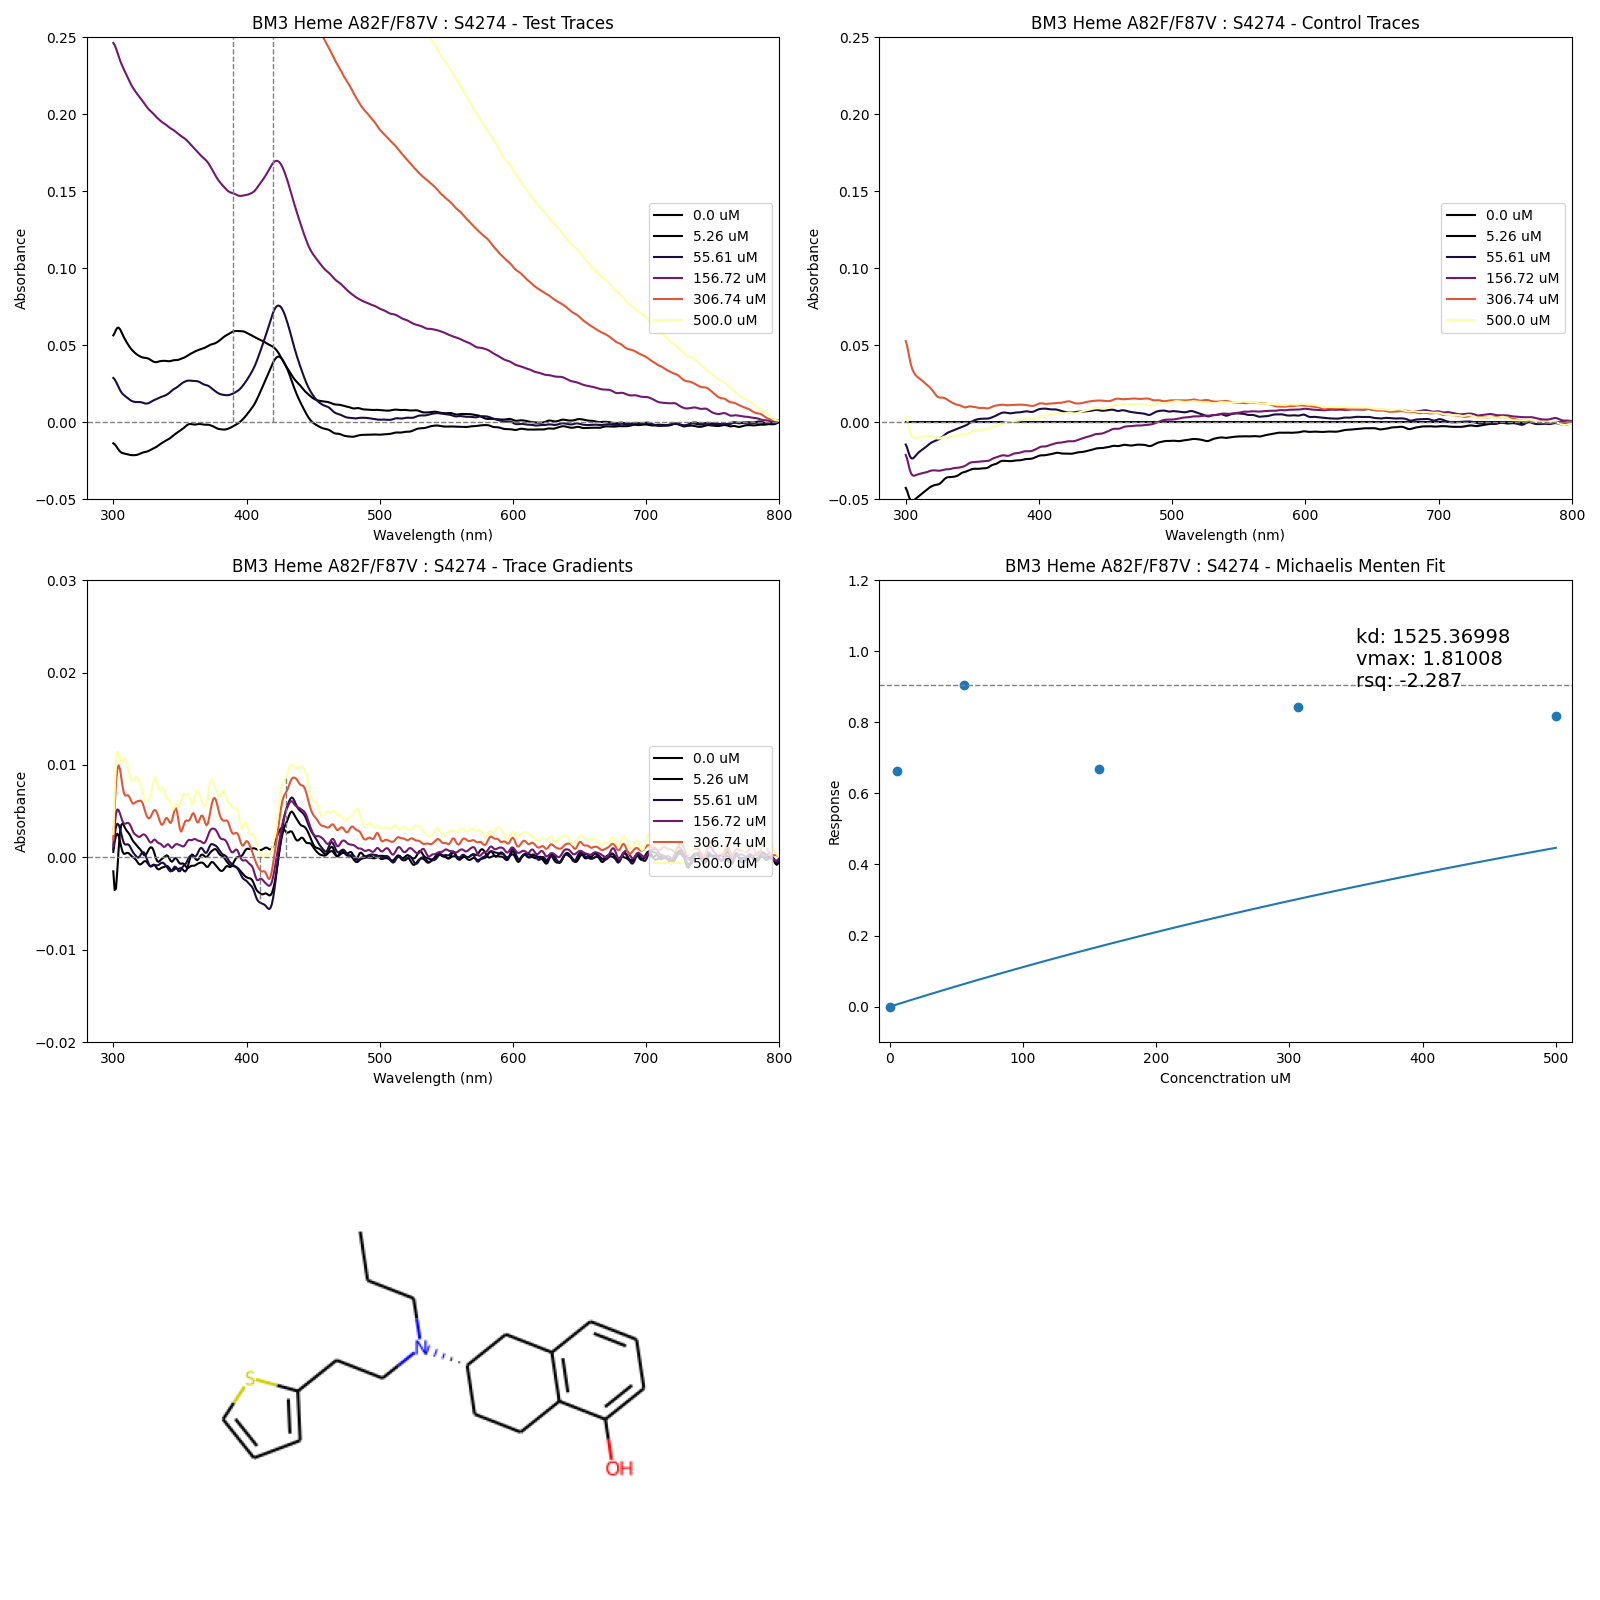 BM3 Heme A82F/F87V : S4274 - Test Traces
0.25
0.20
0.15
0.10
0.05
0.00
−0.05
Absorbance
0.0 uM
5.26 uM
55.61 uM
156.72 uM
306.74 uM
500.0 uM
300 400 500 600 700 800
Wavelength (nm)
BM3 Heme A82F/F87V : S4274 - Control Traces
0.25
0.20
0.15
0.10
0.05
0.00
−0.05
Absorbance
0.0 uM
5.26 uM
55.61 uM
156.72 uM
306.74 uM
500.0 uM
300 400 500 600 700 800
Wavelength (nm)
BM3 Heme A82F/F87V : S4274 - Trace Gradients
0.03
0.02
0.01
0.00
−0.01
−0.02
Absorbance
0.0 uM
5.26 uM
55.61 uM
156.72 uM
306.74 uM
500.0 uM
300 400 500 600 700 800
Wavelength (nm)
BM3 Heme A82F/F87V : S4274 - Michaelis Menten Fit
1.2
1.0
0.8
0.6
0.4
0.2
0.0
Response
kd: 1525.36998
vmax: 1.81008
rsq: -2.287
0 100 200 300 400 500
Concenctration uM
N
S
OH